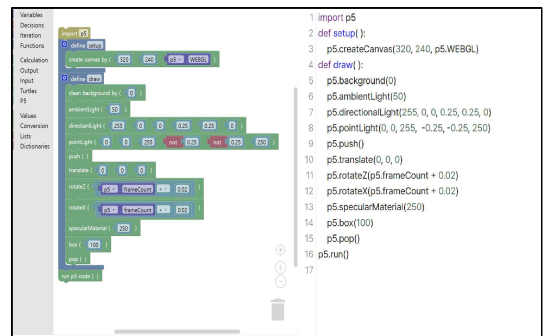 Variables
Decisions
Iteration
Functions
Calculation
Output
Input
Turtles
P5
Values
Conversion
Lists
Dictionaries
import p5
define setup
create canvas by ( 320 , 240 , p5 . WEBGL )
define draw
clean background by ( 0 )
ambientLight ( 50 )
directionlLight ( 255 , 0 , 0 , 0.25 , 0.25 , 0 )
pointLight ( 0 , 0 , 255 , not 0.25 , not 0.25 , 250 )
push ( )
translate ( 0 , 0 , 0 )
rotateZ ( p5 . frameCount + 0.02 )
rotateX ( p5 . frameCount + 0.02 )
specularMaterial ( 250 )
box ( 100 )
pop ( )
run p5 code ( )
1 import p5
2 def setup( ):
3 p5.createCanvas(320, 240, p5.WEBGL)
4 def draw( ):
5 p5.background(0)
6 p5.ambientLight(50)
7 p5.directionalLight(255, 0, 0, 0.25, 0.25, 0)
8 p5.pointLight(0, 0, 255, -0.25, -0.25, 250)
9 p5.push()
10 p5.translate(0, 0, 0)
11 p5.rotateZ(p5.frameCount + 0.02)
12 p5.rotateX(p5.frameCount + 0.02)
13 p5.specularMaterial(250)
14 p5.box(100)
15 p5.pop()
16 p5.run()
17